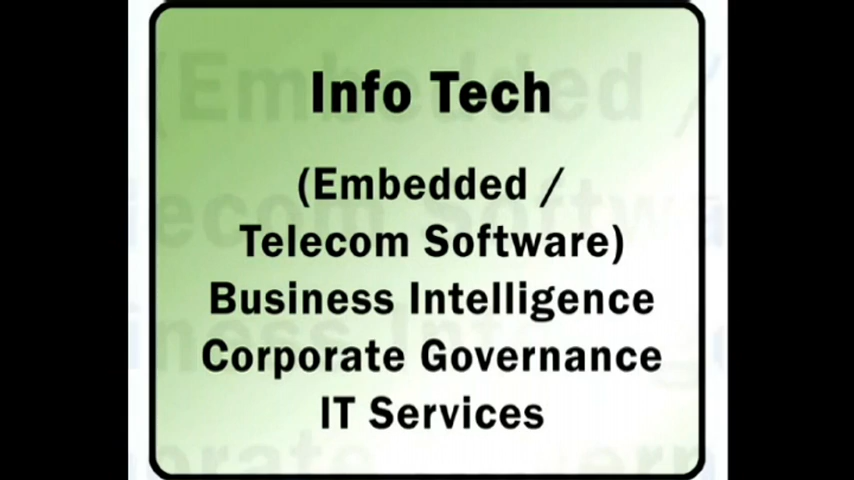 Info Tech
(Embedded /
Telecom Software)
Business Intelligence
Corporate Governance
IT Services